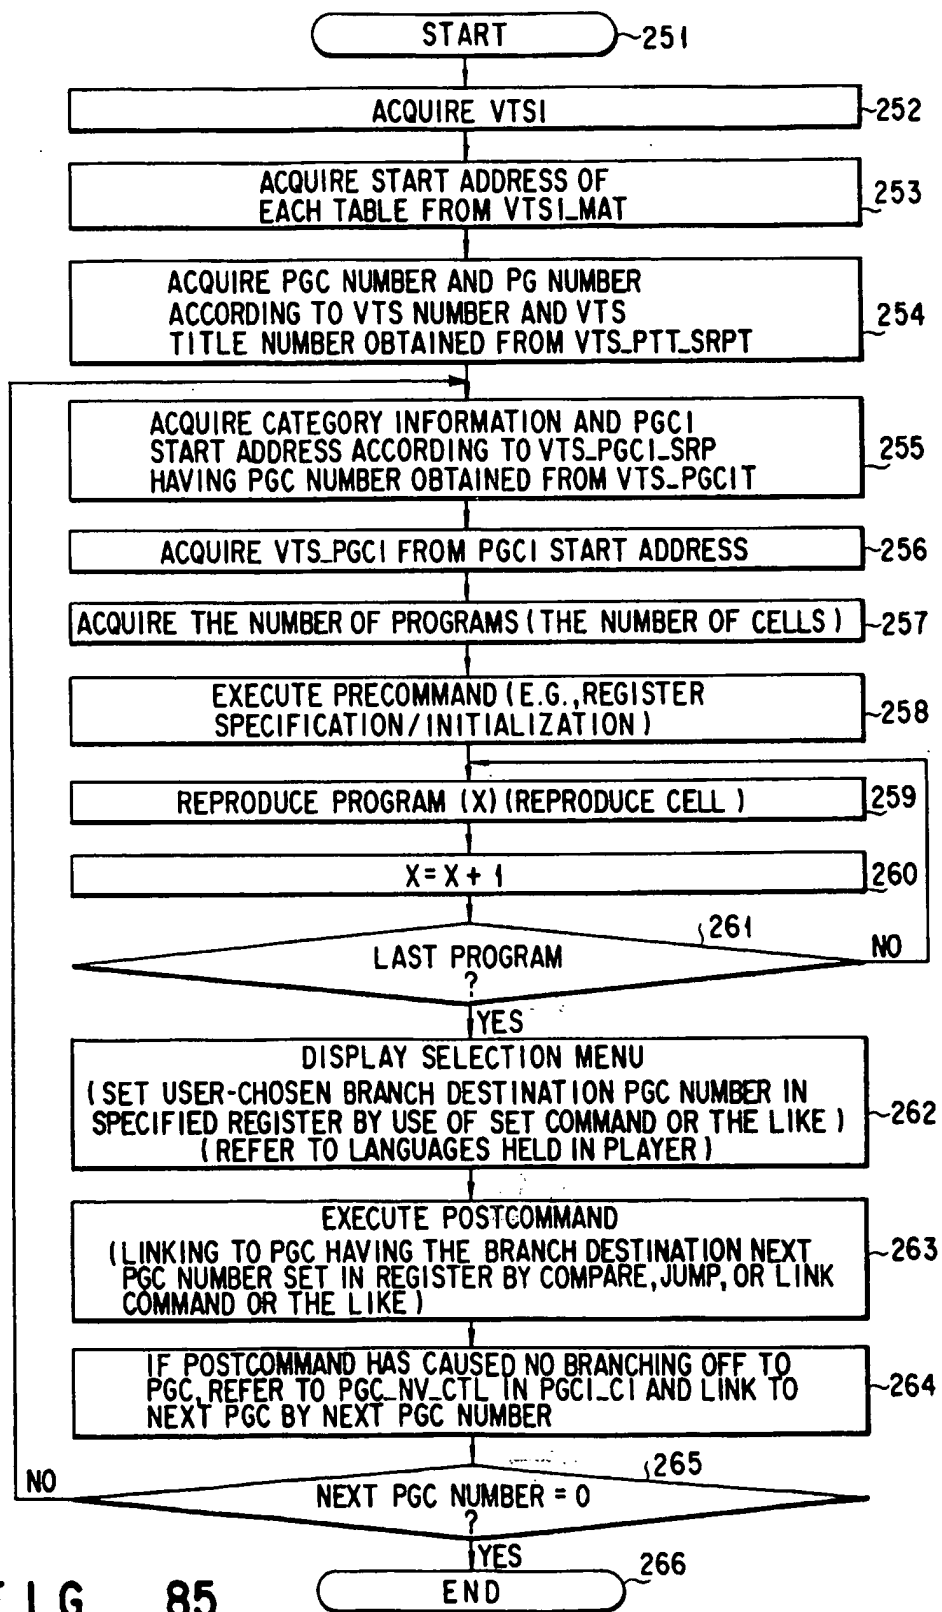 START
251
ACQUIRE VTSI
252
ACQUIRE START ADDRESS OF
EACH TABLE FROM VTSI_MAT
253
ACQUIRE PGC NUMBER AND PG NUMBER
ACCORDING TO VTS NUMBER AND VTS
TITLE NUMBER OBTAINED FROM VTS_PTT_SRPT
254
ACQUIRE CATEGORY INFORMATION AND PGCI
START ADDRESS ACCORDING TO VTS_PGCI_SRP
HAVING PGC NUMBER OBTAINED FROM VTS_PGCIT
255
ACQUIRE VTS_PGCI FROM PGCI START ADDRESS
256
ACQUIRE THE NUMBER OF PROGRAMS (THE NUMBER OF CELLS)
257
EXECUTE PRECOMMAND (E.G., REGISTER
SPECIFICATION/INITIALIZATION)
258
REPRODUCE PROGRAM (X) (REPRODUCE CELL)
259
X=X+1
260
261
LAST PROGRAM
?
NO
YES
DISPLAY SELECTION MENU
(SET USER-CHOSEN BRANCH DESTINATION PGC NUMBER IN
SPECIFIED REGISTER BY USE OF SET COMMAND OR THE LIKE)
(REFER TO LANGUAGES HELD IN PLAYER)
262
EXECUTE POSTCOMMAND
(LINKING TO PGC HAVING THE BRANCH DESTINATION NEXT
PGC NUMBER SET IN REGISTER BY COMPARE, JUMP, OR LINK
COMMAND OR THE LIKE)
263
IF POSTCOMMAND HAS CAUSED NO BRANCHING OFF TO
PGC, REFER TO PGC_NV_CTL IN PGCI_CI AND LINK TO
NEXT PGC BY NEXT PGC NUMBER
264
265
NO
NEXT PGC NUMBER = 0
?
YES
END
266
FIG. 85